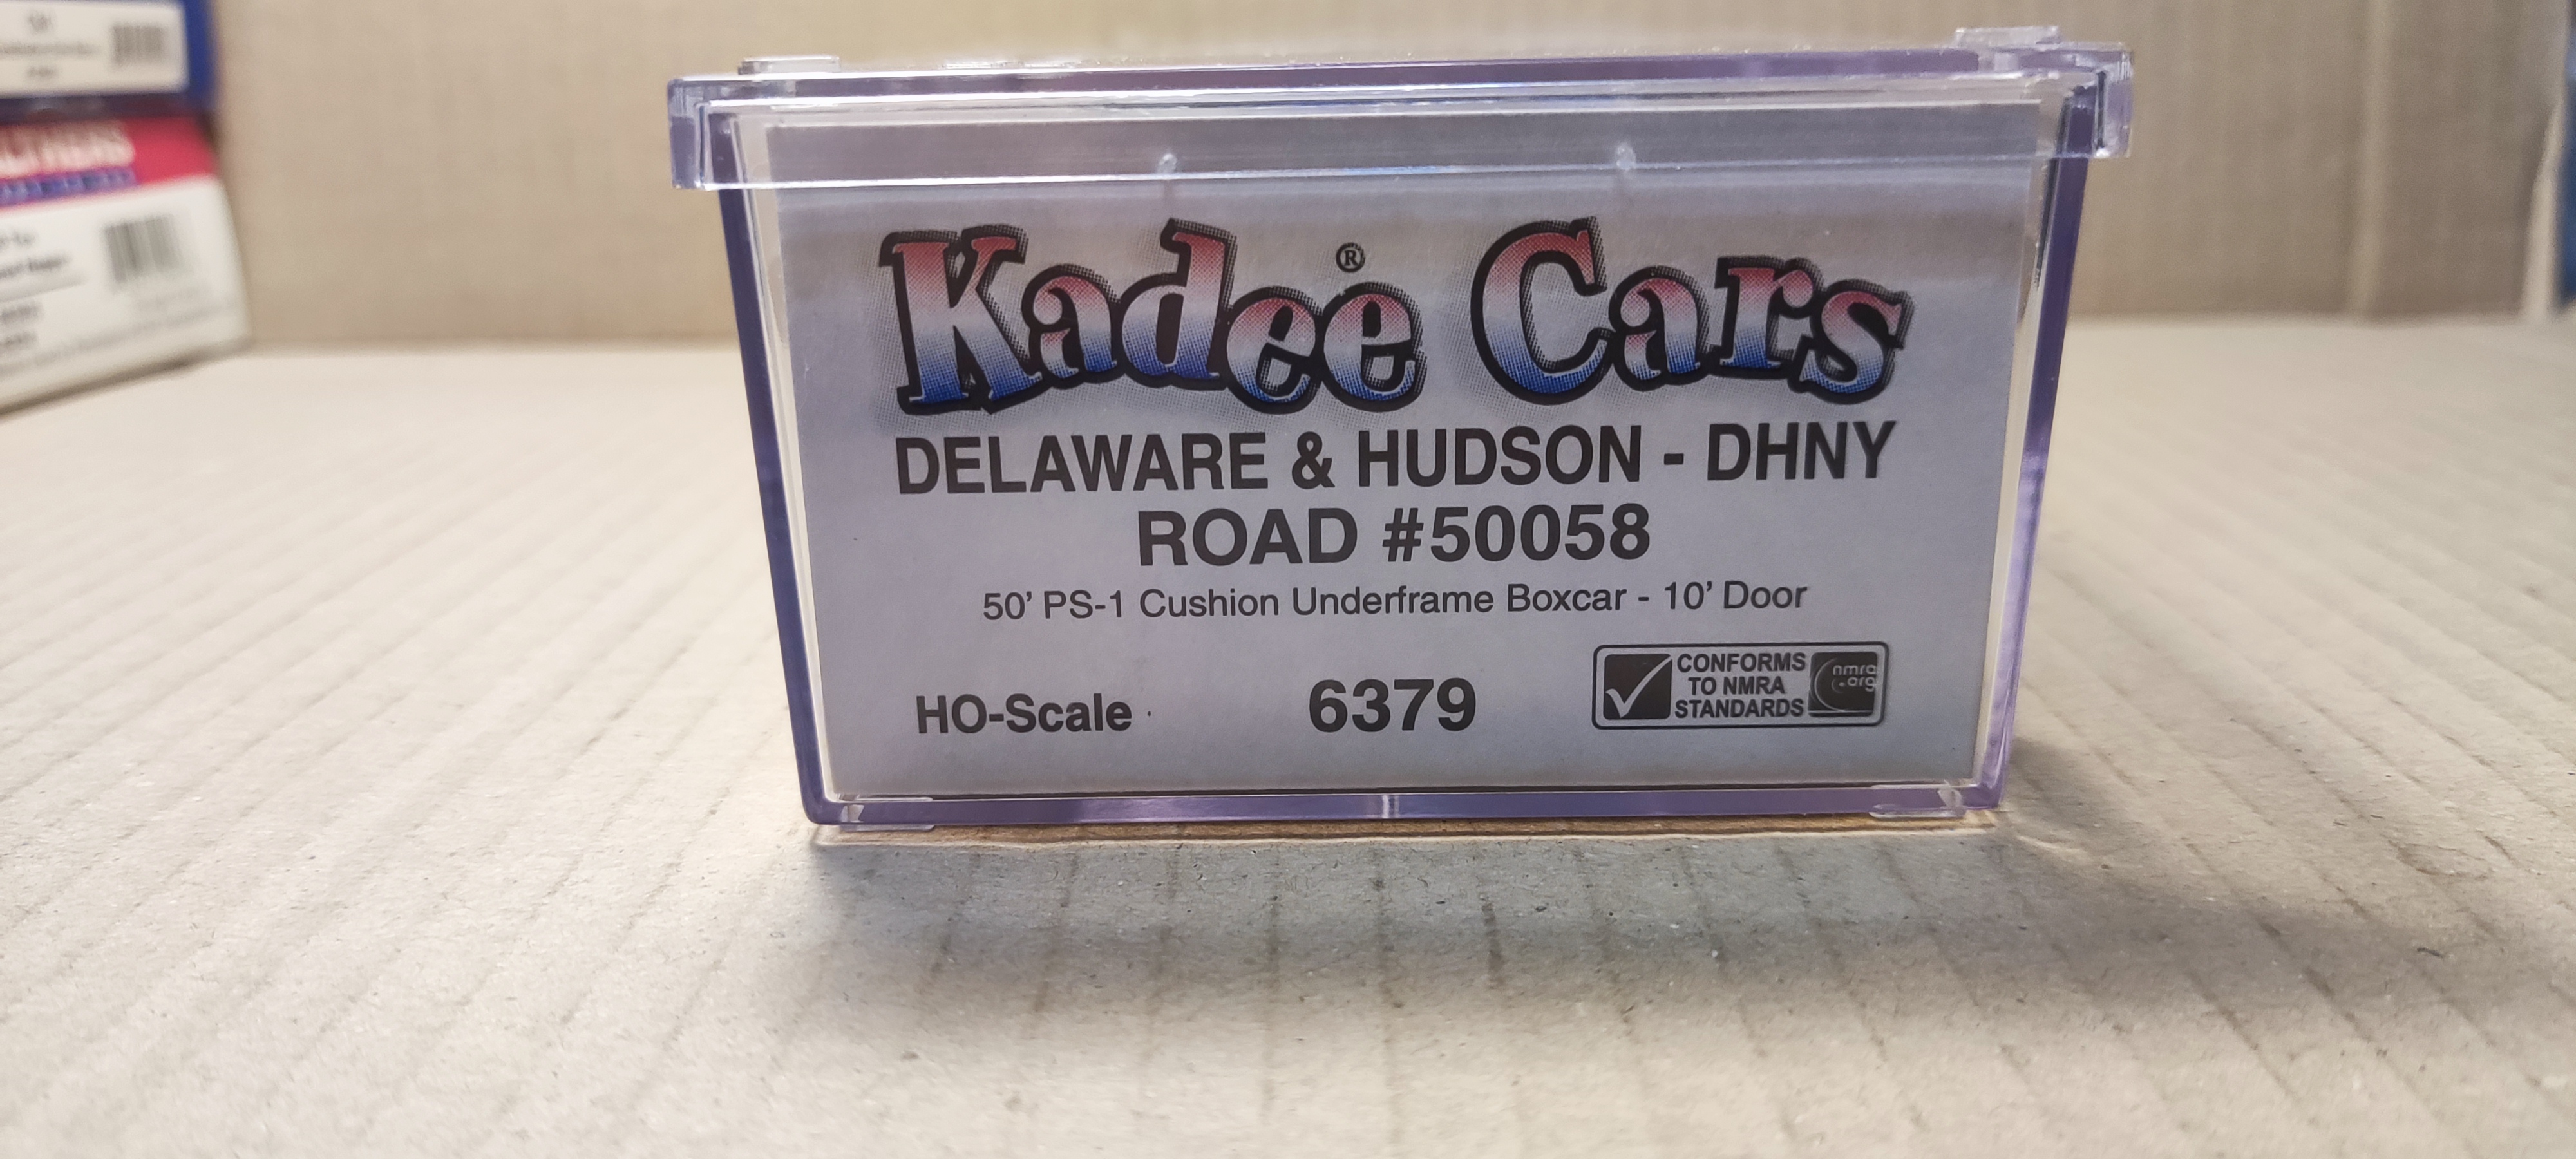 Kadee® Cars
DELAWARE & HUDSON - DHNY
ROAD #50058
50' PS-1 Cushion Underframe Boxcar - 10' Door
HO-Scale
6379
CONFORMS
TO NMRA
STANDARDS
nmra
.org